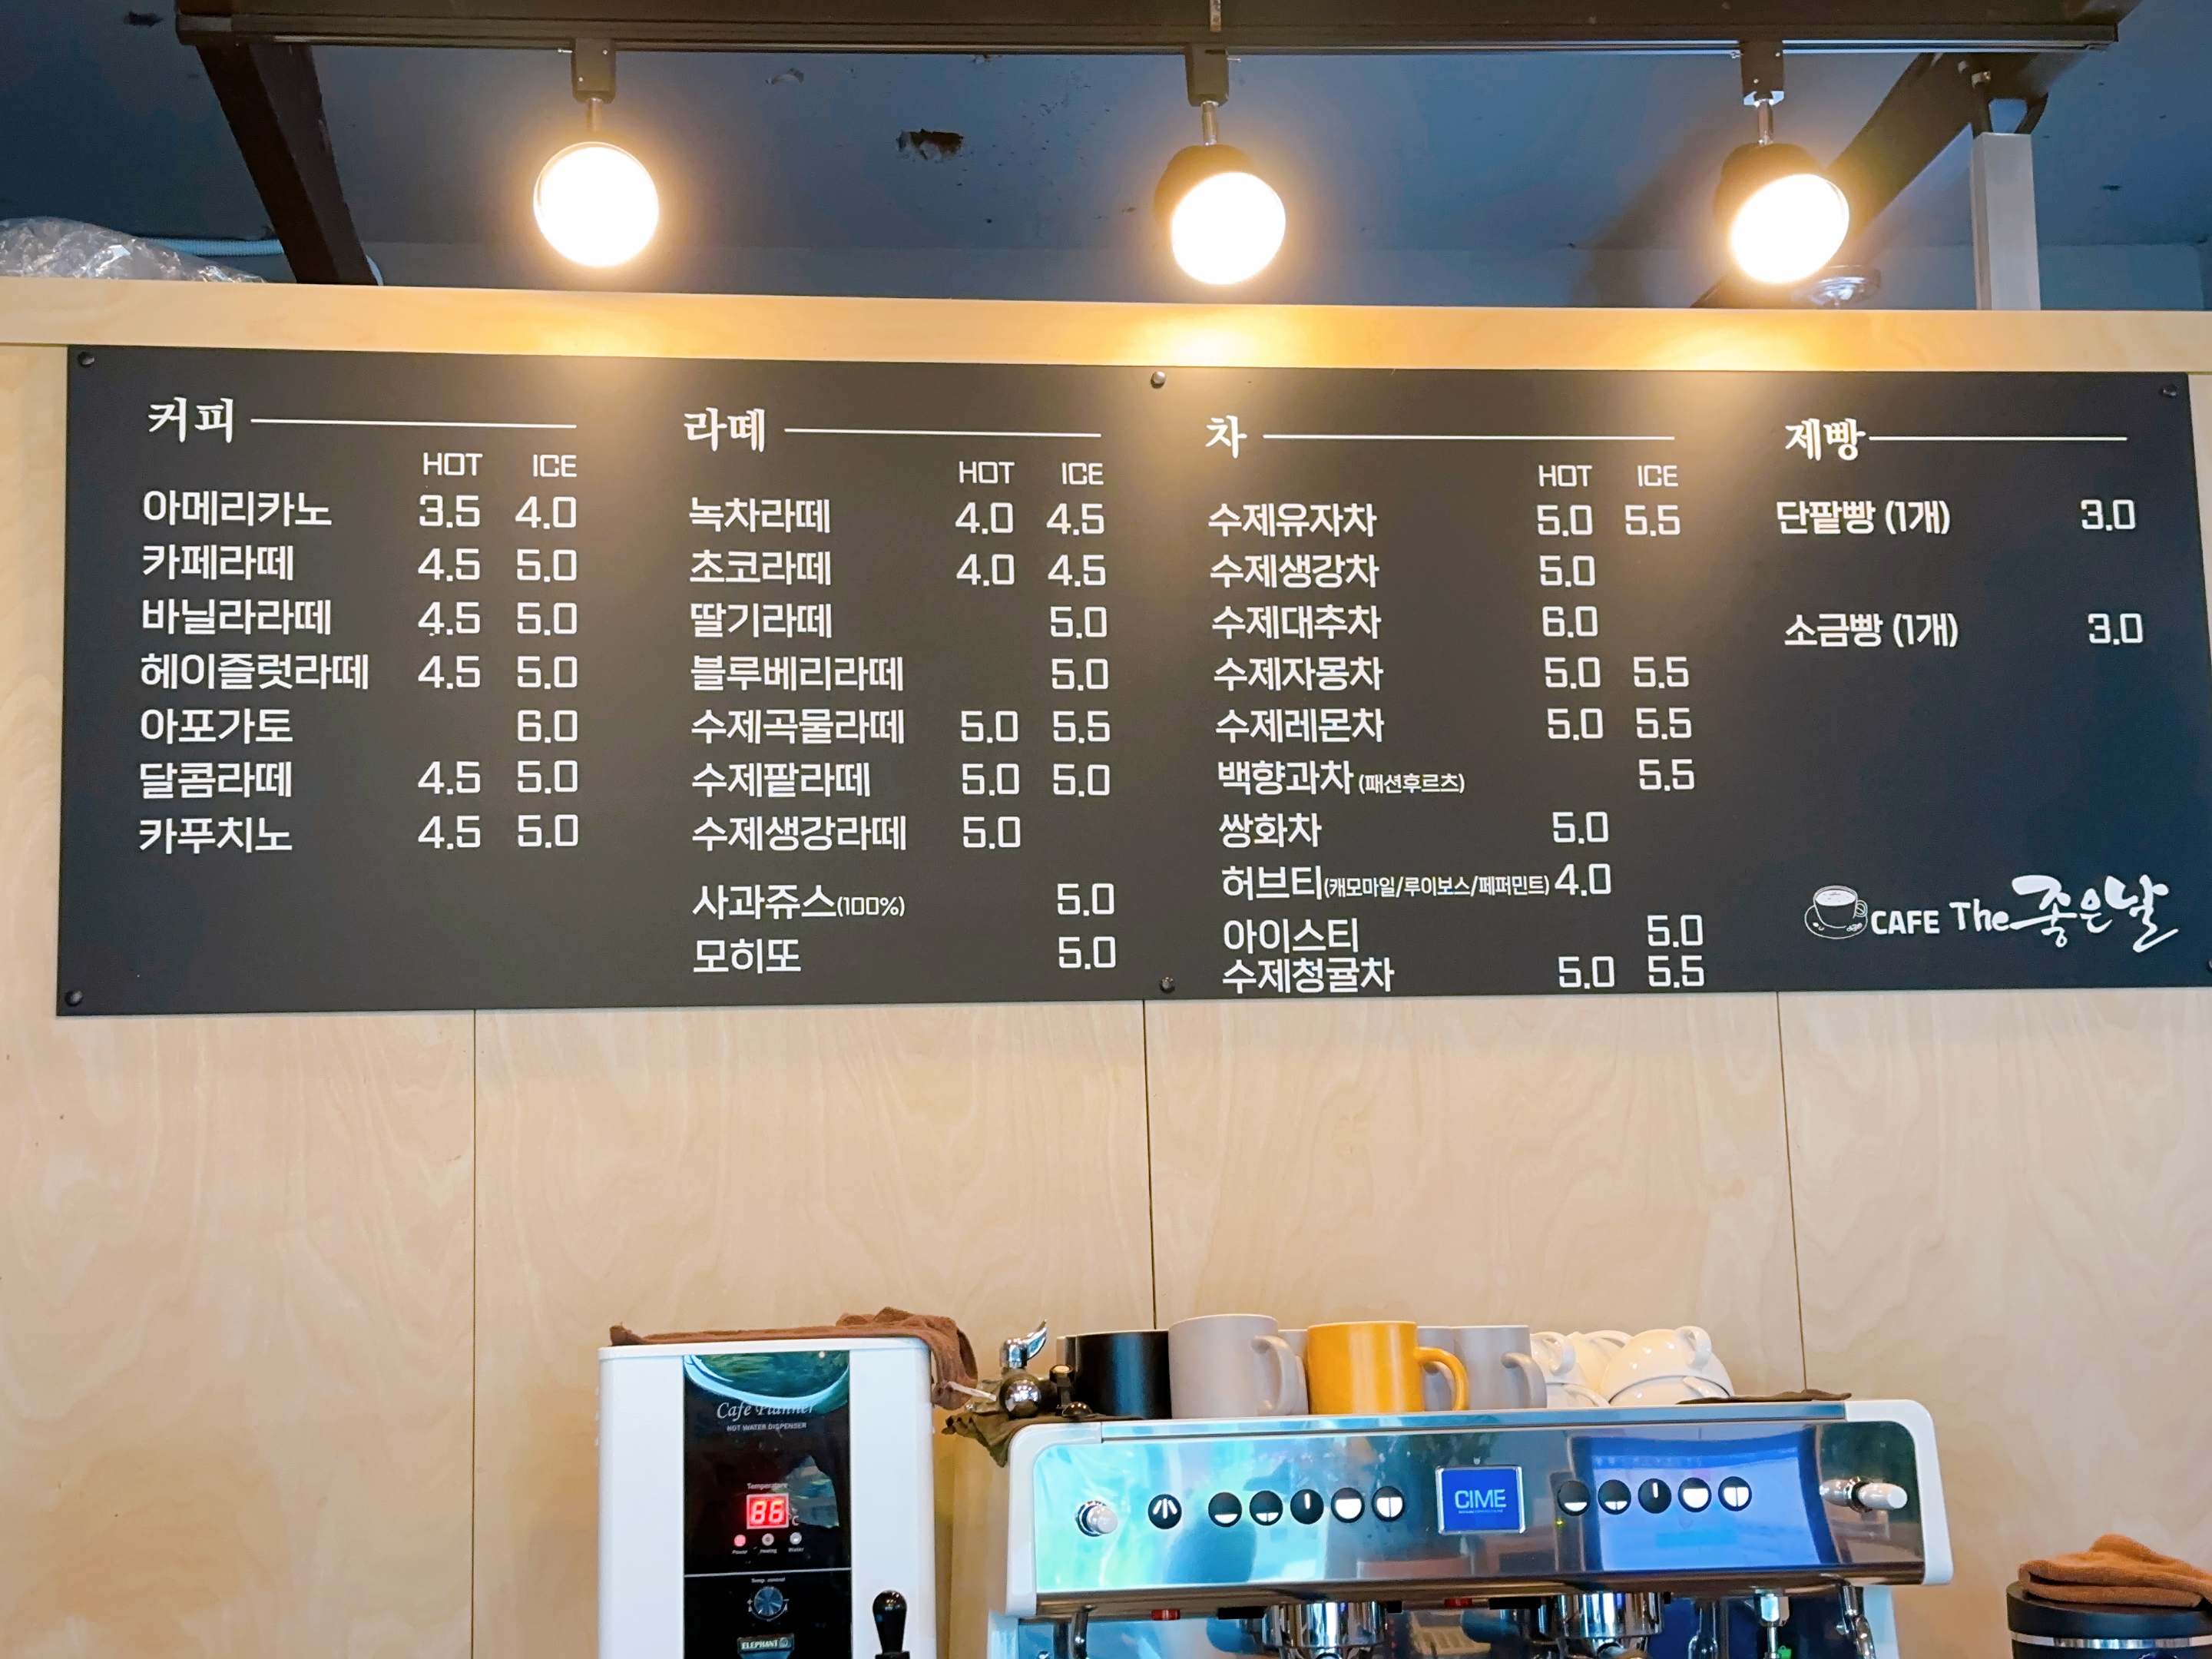 커피
HOT ICE
아메리카노 3.5 4.0
카페라떼 4.5 5.0
바닐라라떼 4.5 5.0
헤이즐럿라떼 4.5 5.0
아포가토 6.0
달콤라떼 4.5 5.0
카푸치노 4.5 5.0
라떼
HOT ICE
녹차라떼 4.0 4.5
초코라떼 4.0 4.5
딸기라떼 5.0
블루베리라떼 5.0
수제곡물라떼 5.0 5.5
수제팥라떼 5.0 5.0
수제생강라떼 5.0
사과쥬스(100%) 5.0
모히또 5.0
차
HOT ICE
수제유자차 5.0 5.5
수제생강차 5.0
수제대추차 6.0
수제자몽차 5.0 5.5
수제레몬차 5.0 5.5
백향과차 (패션후르츠) 5.5
쌍화차 5.0
허브티(캐모마일/루이보스/페퍼민트) 4.0
아이스티 5.0
수제청귤차 5.0 5.5
제빵
단팥빵 (1개) 3.0
소금빵 (1개) 3.0
CAFE The 좋은날
Cafe Planner
HOT WATER DISPENSER
Temperature
86 °C
Power Heating Water
Temp. control
ELEPHANT
CIME